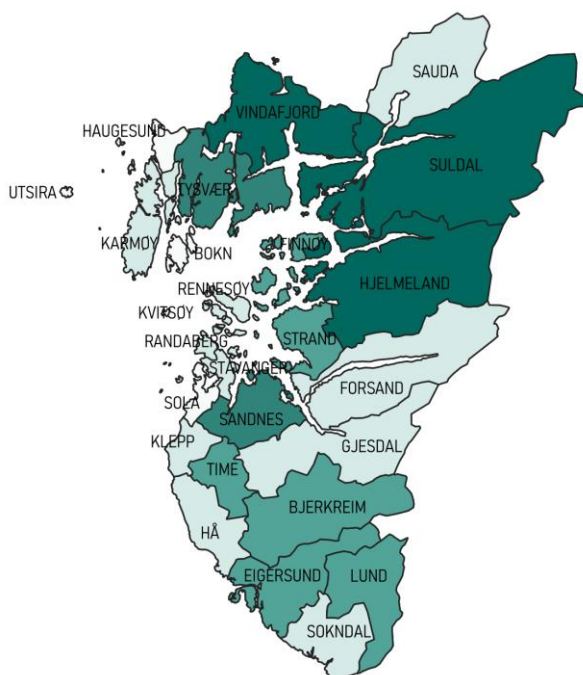 SAUDA
VINDAFJORD
HAUGESUND
SULDAL
UTSIRA
TYSVÆR
KARMØY
BOKN
FINNØY
HJELMELAND
RENNESØY
KVITSØY
STRAND
RANDABERG
STAVANGER
FORSAND
SOLA
SANDNES
KLEPP
GJESDAL
TIME
BJERKREIM
HÅ
EIGERSUND
LUND
SOKNDAL